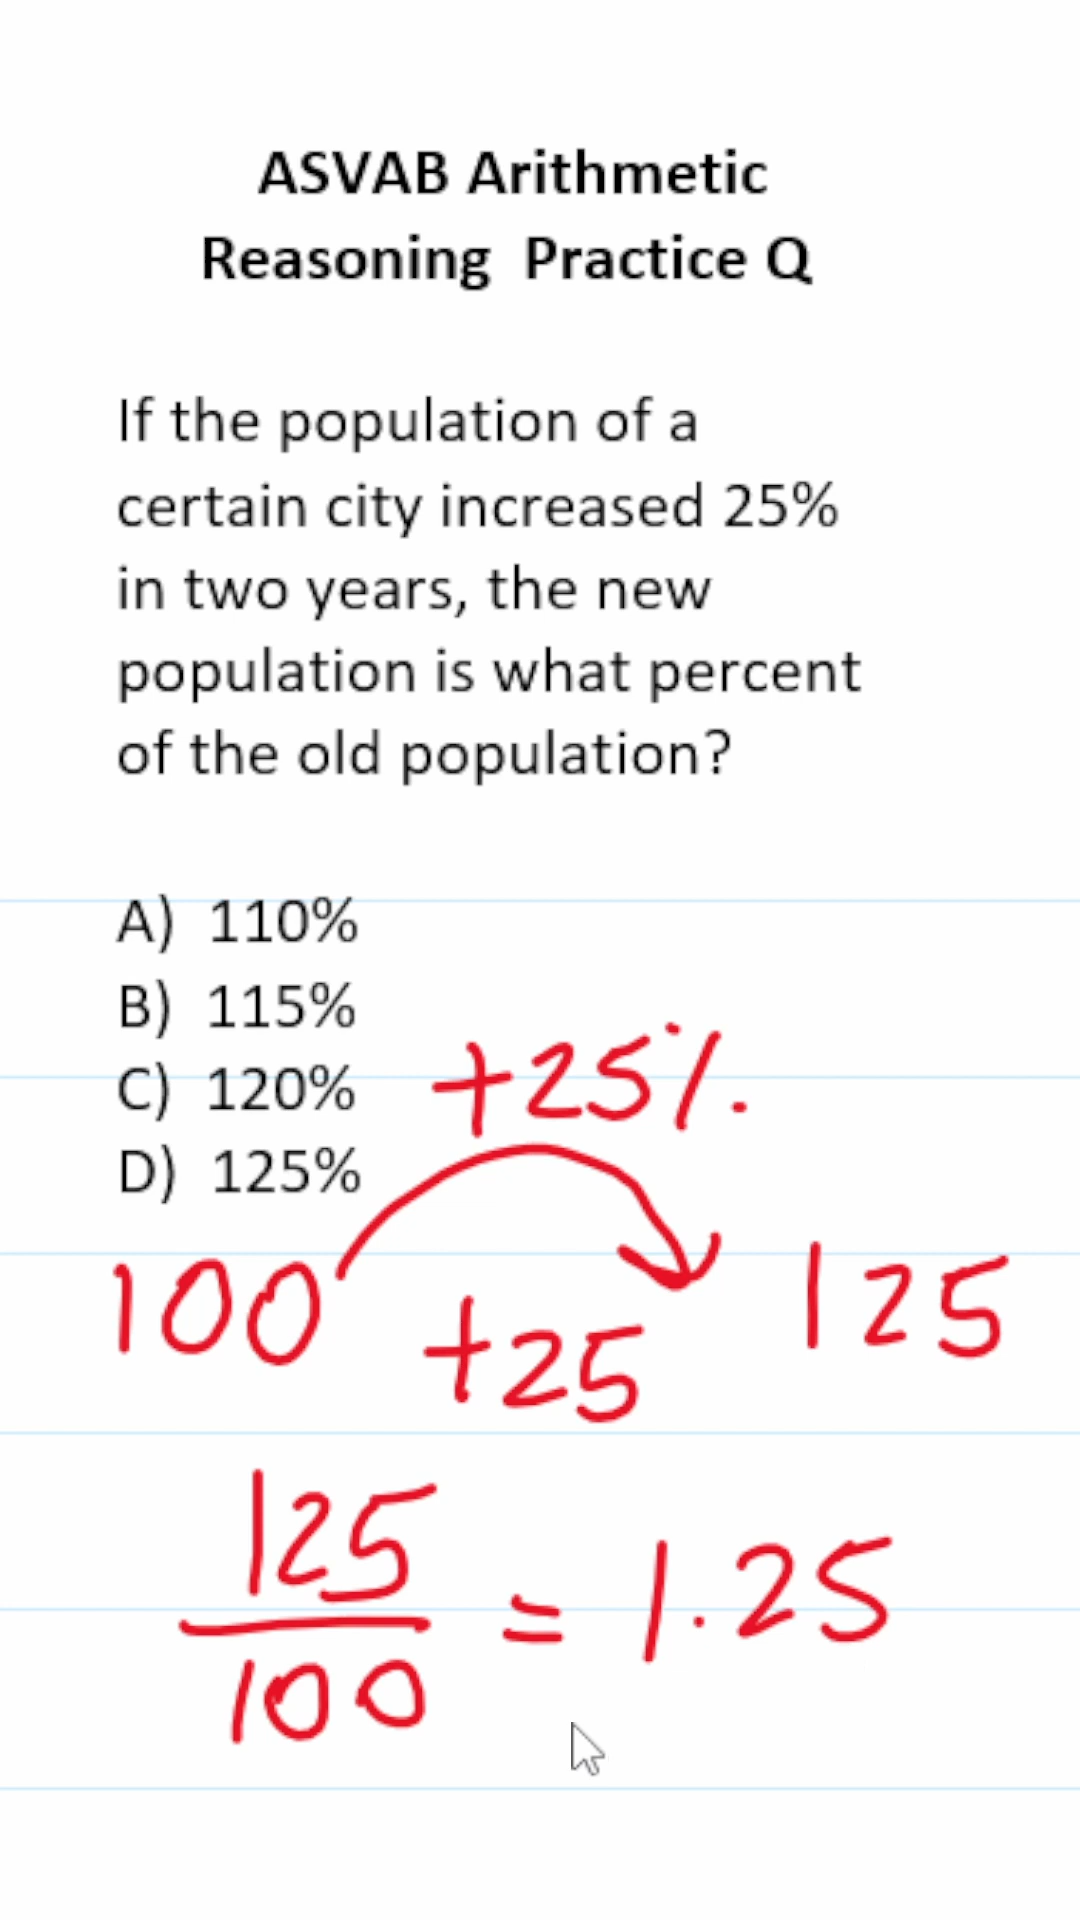 ASVAB Arithmetic
Reasoning Practice Q
If the population of a
certain city increased 25%
in two years, the new
population is what percent
of the old population?
A) 110%
B) 115%
C) 120%
D) 125%
+25%
100 +25 125
125
100
= 1.25